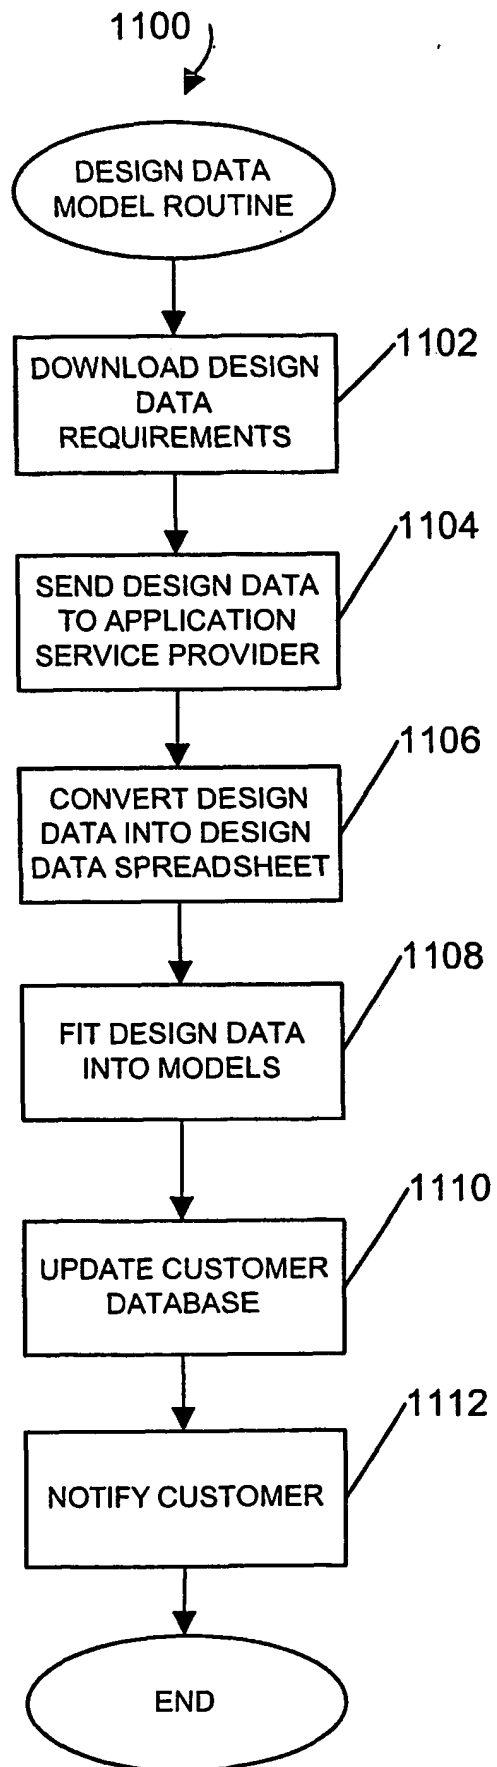 1100
DESIGN DATA
MODEL ROUTINE
1102
DOWNLOAD DESIGN
DATA
REQUIREMENTS
1104
SEND DESIGN DATA
TO APPLICATION
SERVICE PROVIDER
1106
CONVERT DESIGN
DATA INTO DESIGN
DATA SPREADSHEET
1108
FIT DESIGN DATA
INTO MODELS
1110
UPDATE CUSTOMER
DATABASE
1112
NOTIFY CUSTOMER
END